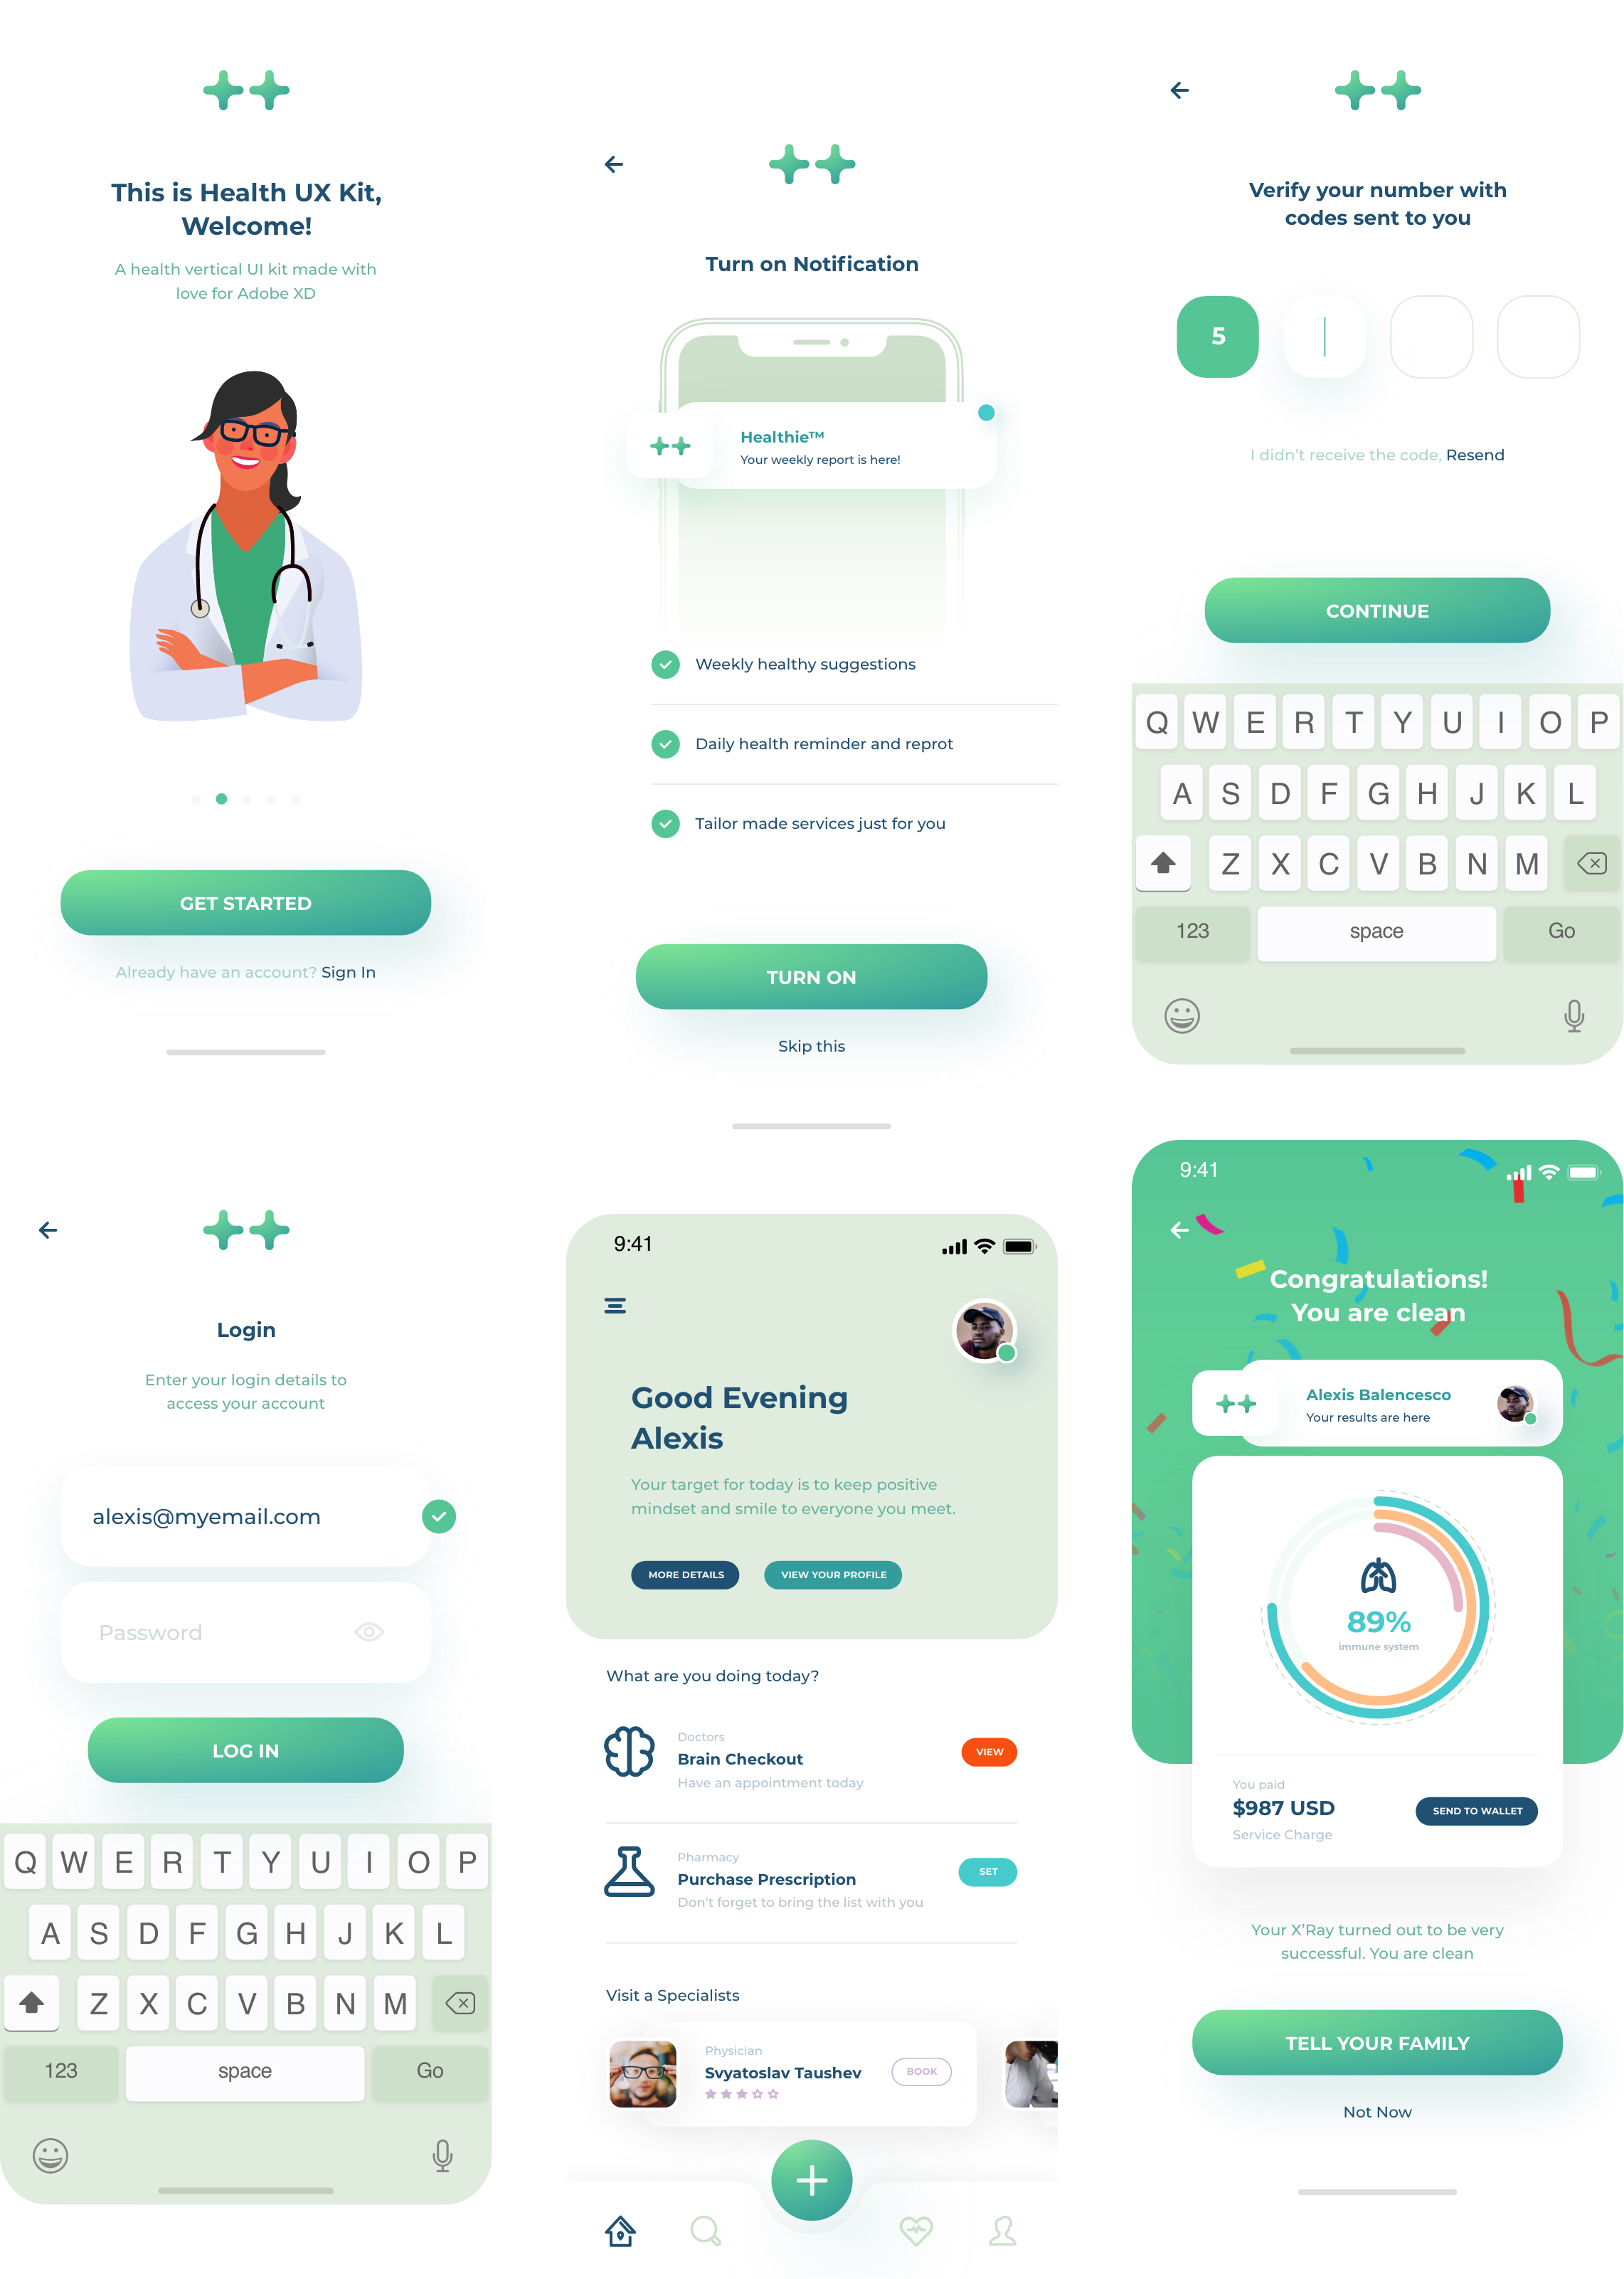 This is Health UX Kit,
Welcome!
A health vertical UI kit made with
love for Adobe XD
GET STARTED
Already have an account? Sign In
Turn on Notification
Healthie™
Your weekly report is here!
Weekly healthy suggestions
Daily health reminder and reprot
Tailor made services just for you
TURN ON
Skip this
Verify your number with
codes sent to you
5
I didn't receive the code, Resend
CONTINUE
Q W E R T Y U I O P
A S D F G H J K L
Z X C V B N M
123 space Go
Login
Enter your login details to
access your account
alexis@myemail.com
Password
LOG IN
Q W E R T Y U I O P
A S D F G H J K L
Z X C V B N M
123 space Go
9:41
Good Evening
Alexis
Your target for today is to keep positive
mindset and smile to everyone you meet.
MORE DETAILS VIEW YOUR PROFILE
What are you doing today?
Doctors
Brain Checkout
Have an appointment today
VIEW
Pharmacy
Purchase Prescription
Don't forget to bring the list with you
SET
Visit a Specialists
Physician
Svyatoslav Taushev
BOOK
9:41
Congratulations!
You are clean
Alexis Balencesco
Your results are here
89%
immune system
You paid
$987 USD
Service Charge
SEND TO WALLET
Your X'Ray turned out to be very
successful. You are clean
TELL YOUR FAMILY
Not Now